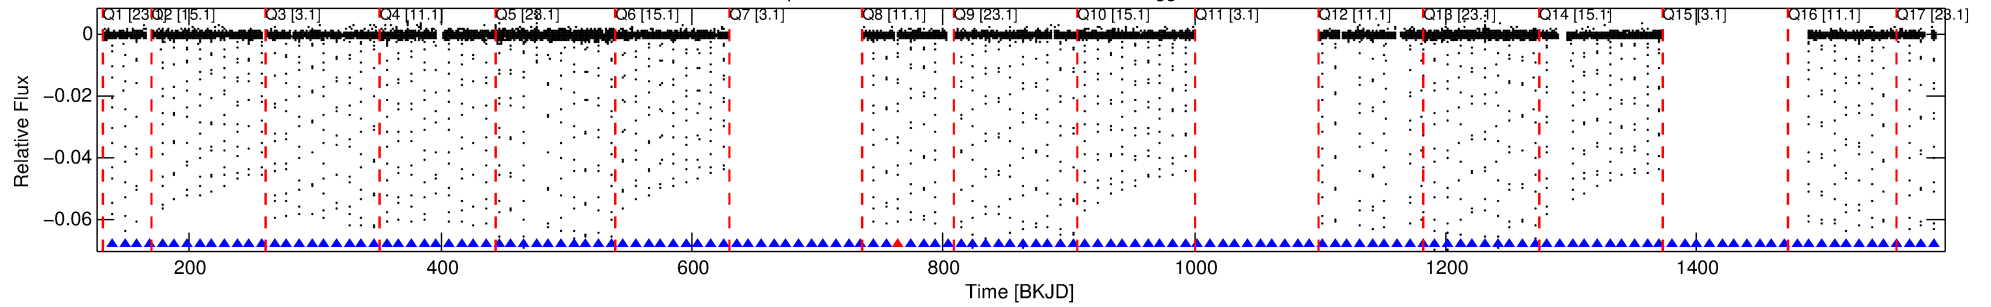 Q1 [23.1] Q2 [15.1] Q3 [3.1] Q4 [11.1] Q5 [23.1] Q6 [15.1] Q7 [3.1] Q8 [11.1] Q9 [23.1] Q10 [15.1] Q11 [3.1] Q12 [11.1] Q13 [23.1] Q14 [15.1] Q15 [3.1] Q16 [11.1] Q17 [23.1]
0
−0.02
−0.04
−0.06
Relative Flux
200 400 600 800 1000 1200 1400
Time [BKJD]